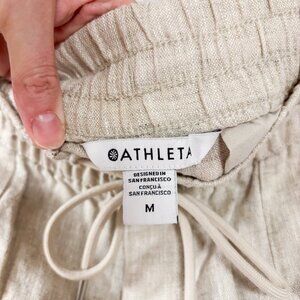 ATHLETA
DESIGNED IN
SAN FRANCISCO
CONÇU À
SAN FRANCISCO
M